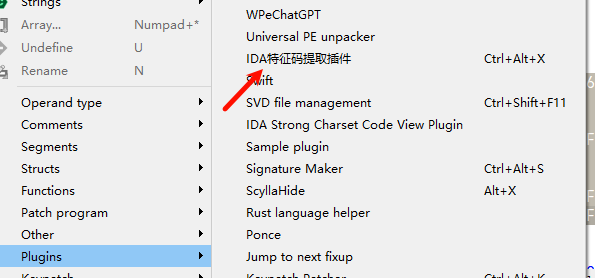 Strings
Array... Numpad+*
Undefine U
Rename N
Operand type
Comments
Segments
Structs
Functions
Patch program
Other
Plugins
Keypatch
WPeChatGPT
Universal PE unpacker
IDA特征码提取插件 Ctrl+Alt+X
Swift
SVD file management Ctrl+Shift+F11
IDA Strong Charset Code View Plugin
Sample plugin
Signature Maker Ctrl+Alt+S
ScyllaHide Alt+X
Rust language helper
Ponce
Jump to next fixup
Keypatch Patcher Ctrl+Alt+K
6
F
F
F
C